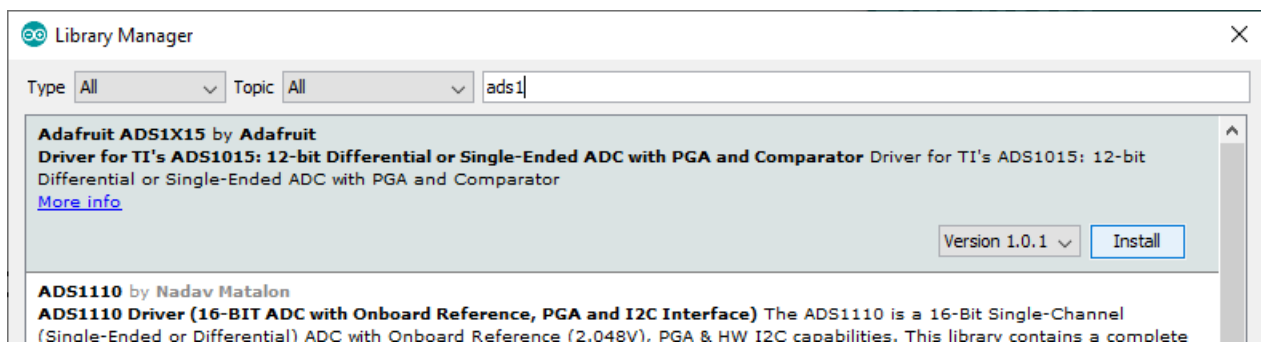 Library Manager
Type All Topic All ads1
Adafruit ADS1X15 by Adafruit
Driver for TI's ADS1015: 12-bit Differential or Single-Ended ADC with PGA and Comparator Driver for TI's ADS1015: 12-bit
Differential or Single-Ended ADC with PGA and Comparator
More info
Version 1.0.1 Install
ADS1110 by Nadav Matalon
ADS1110 Driver (16-BIT ADC with Onboard Reference, PGA and I2C Interface) The ADS1110 is a 16-Bit Single-Channel
(Single-Ended or Differential) ADC with Onboard Reference (2.048V), PGA & HW I2C capabilities. This library contains a complete